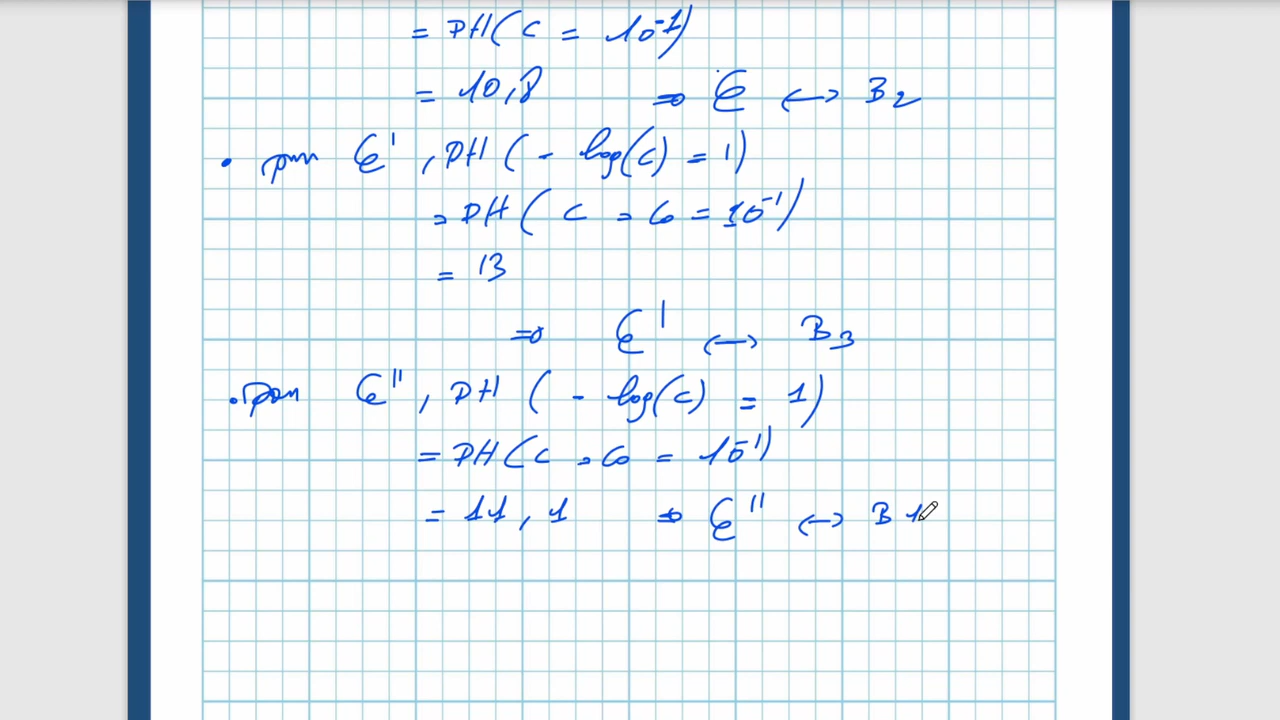 = PH(C = 10⁻¹)
= 10,8 ⇒ 𝒞 ↔ B2
• pour 𝒞', PH(- log(C) = 1)
= PH(C = C0 = 10⁻¹)
= 13
⇒ 𝒞' ↔ B3
• pour 𝒞'', PH(- log(C) = 1)
= PH(C = C0 = 10⁻¹)
= 11,1 ⇒ 𝒞'' ↔ B1